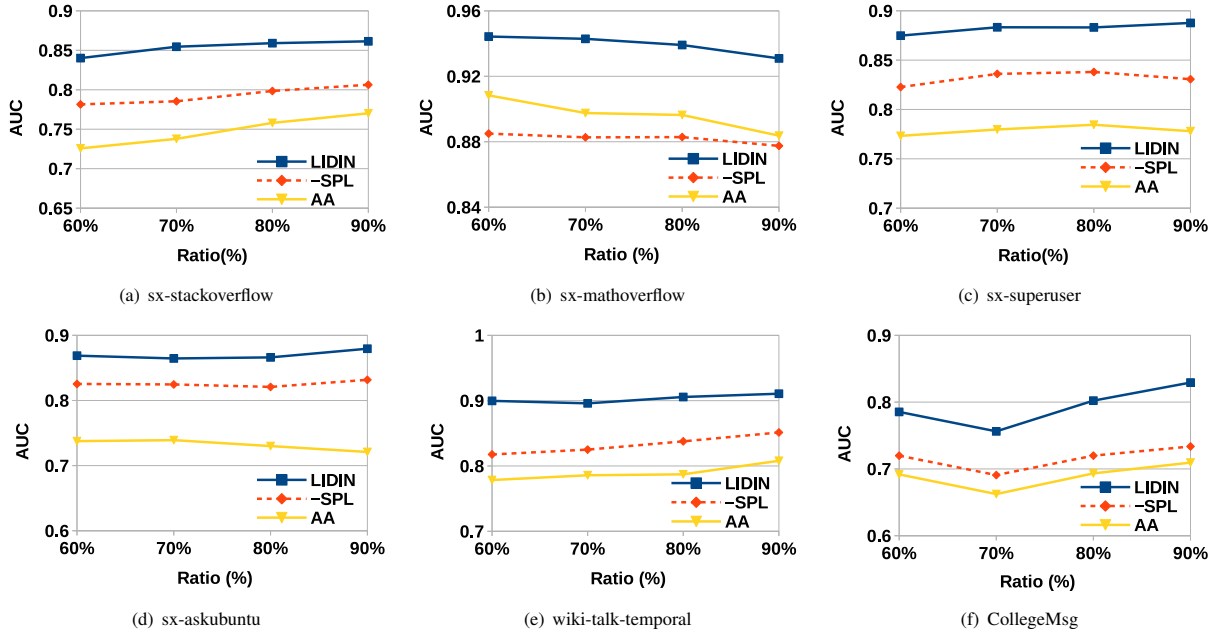 0.9
0.85
0.8
0.75
0.7
0.65
AUC
LIDIN
–SPL
AA
60% 70% 80% 90%
Ratio(%)
(a) sx-stackoverflow
0.96
0.92
0.88
0.84
AUC
LIDIN
–SPL
AA
60% 70% 80% 90%
Ratio (%)
(b) sx-mathoverflow
0.9
0.85
0.8
0.75
0.7
AUC
LIDIN
–SPL
AA
60% 70% 80% 90%
Ratio(%)
(c) sx-superuser
0.9
0.8
0.7
0.6
AUC
LIDIN
–SPL
AA
60% 70% 80% 90%
Ratio (%)
(d) sx-askubuntu
1
0.9
0.8
0.7
AUC
LIDIN
–SPL
AA
60% 70% 80% 90%
Ratio (%)
(e) wiki-talk-temporal
0.9
0.8
0.7
0.6
AUC
LIDIN
–SPL
AA
60% 70% 80% 90%
Ratio (%)
(f) CollegeMsg